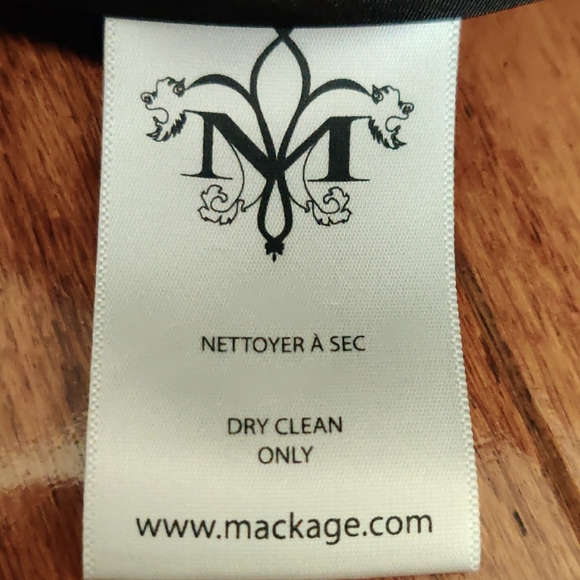 M
NETTOYER À SEC
DRY CLEAN
ONLY
www.mackage.com